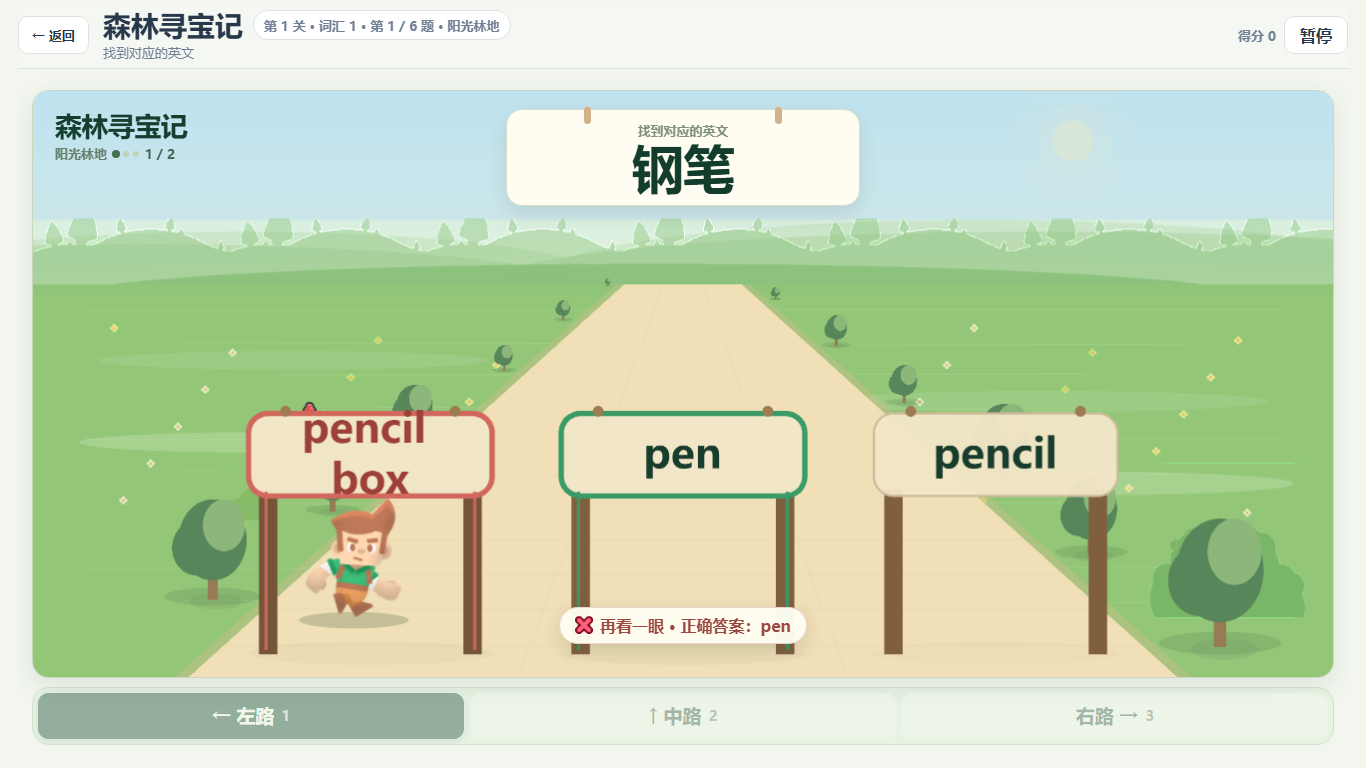 ← 返回
森林寻宝记
第 1 关 • 词汇 1 • 第 1 / 6 题 • 阳光林地
找到对应的英文
得分 0
暂停
森林寻宝记
阳光林地 1 / 2
找到对应的英文
钢笔
pencil
box
pen
pencil
再看一眼 • 正确答案：pen
← 左路 1
↑ 中路 2
右路 → 3